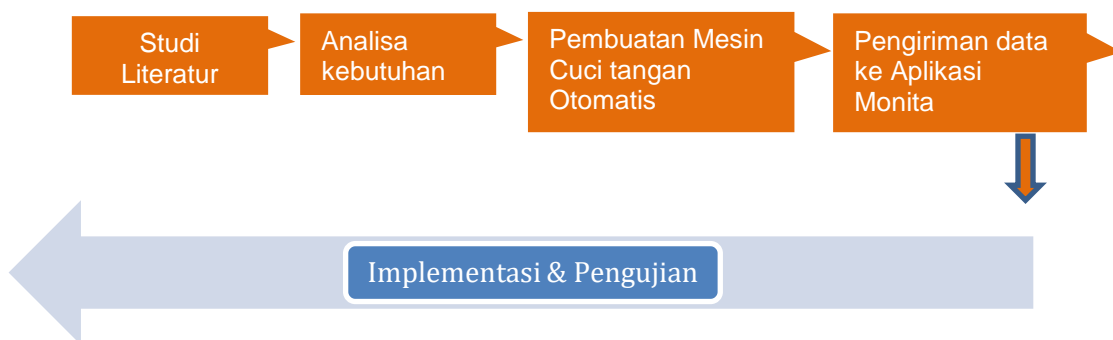 Studi
Literatur
Analisa
kebutuhan
Pembuatan Mesin
Cuci tangan
Otomatis
Pengiriman data
ke Aplikasi
Monita
Implementasi & Pengujian